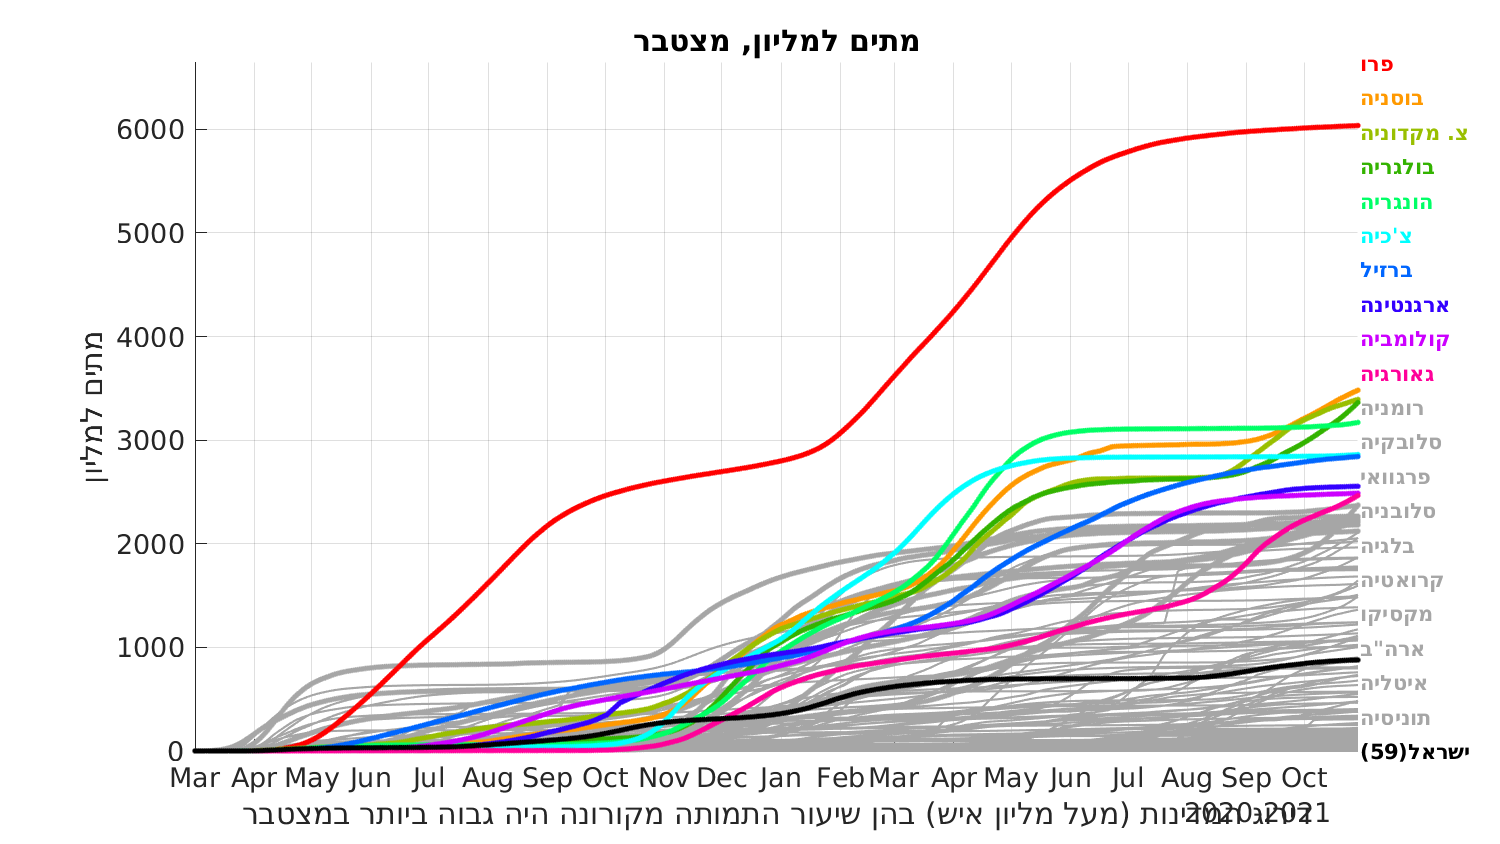 מתים למליון, מצטבר
מתים למליון
6000
5000
4000
3000
2000
1000
0
Mar Apr May Jun Jul Aug Sep Oct Nov Dec Jan Feb Mar Apr May Jun Jul Aug Sep Oct
2020-2021
דירוג המדינות (מעל מליון איש) בהן שיעור התמותה מקורונה היה גבוה ביותר במצטבר
פרו
בוסניה
צ. מקדוניה
בולגריה
הונגריה
צ'כיה
ברזיל
ארגנטינה
קולומביה
גאורגיה
רומניה
סלובקיה
פרגוואי
סלובניה
בלגיה
קרואטיה
מקסיקו
ארה"ב
איטליה
תוניסיה
ישראל(59)